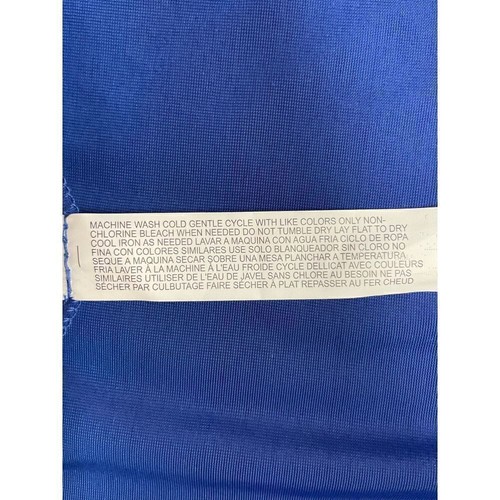 MACHINE WASH COLD GENTLE CYCLE WITH LIKE COLORS ONLY NON-
CHLORINE BLEACH WHEN NEEDED DO NOT TUMBLE DRY LAY FLAT TO DRY
COOL IRON AS NEEDED LAVAR A MAQUINA CON AGUA FRIA CICLO DE ROPA
FINA CON COLORES SIMILARES USE SOLO BLANQUEADOR SIN CLORO NO
SEQUE A MAQUINA SECAR SOBRE UNA MESA PLANCHAR A TEMPERATURA
FRIA LAVER À LA MACHINE À L'EAU FROIDE CYCLE DELLICAT AVEC COULEURS
SIMILAIRES UTILISER DE L'EAU DE JAVEL SANS CHLORE AU BESOIN NE PAS
SÉCHER PAR CULBUTAGE FAIRE SÉCHER À PLAT REPASSER AU FER CHEUD